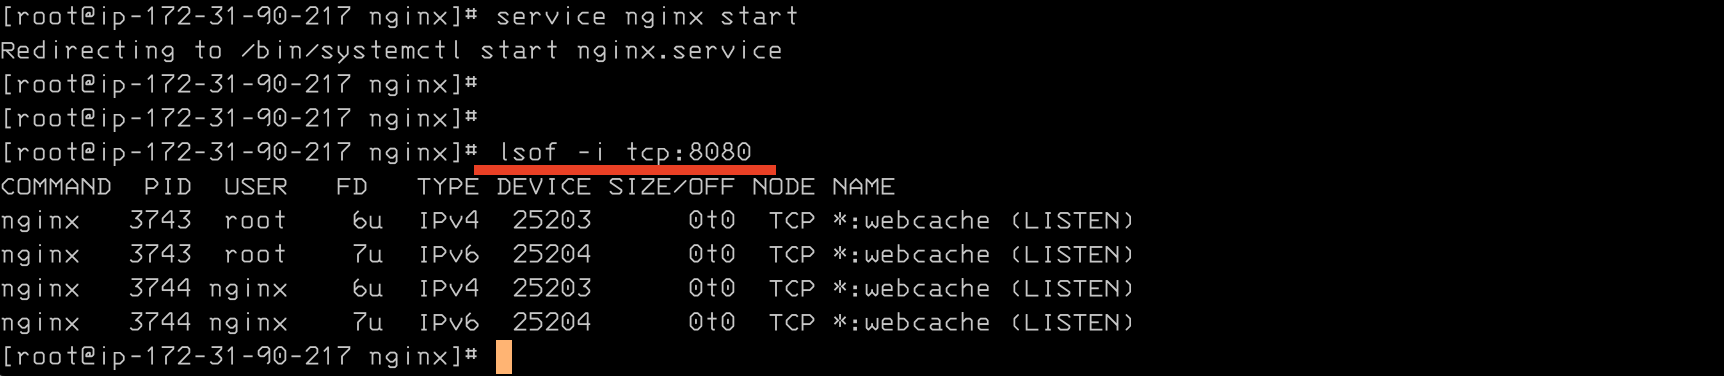 [root@ip-172-31-90-217 nginx]# service nginx start
Redirecting to /bin/systemctl start nginx.service
[root@ip-172-31-90-217 nginx]#
[root@ip-172-31-90-217 nginx]#
[root@ip-172-31-90-217 nginx]# lsof -i tcp:8080
COMMAND  PID  USER   FD   TYPE DEVICE SIZE/OFF NODE NAME
nginx   3743  root    6u  IPv4  25203      0t0  TCP *:webcache (LISTEN)
nginx   3743  root    7u  IPv6  25204      0t0  TCP *:webcache (LISTEN)
nginx   3744 nginx    6u  IPv4  25203      0t0  TCP *:webcache (LISTEN)
nginx   3744 nginx    7u  IPv6  25204      0t0  TCP *:webcache (LISTEN)
[root@ip-172-31-90-217 nginx]#